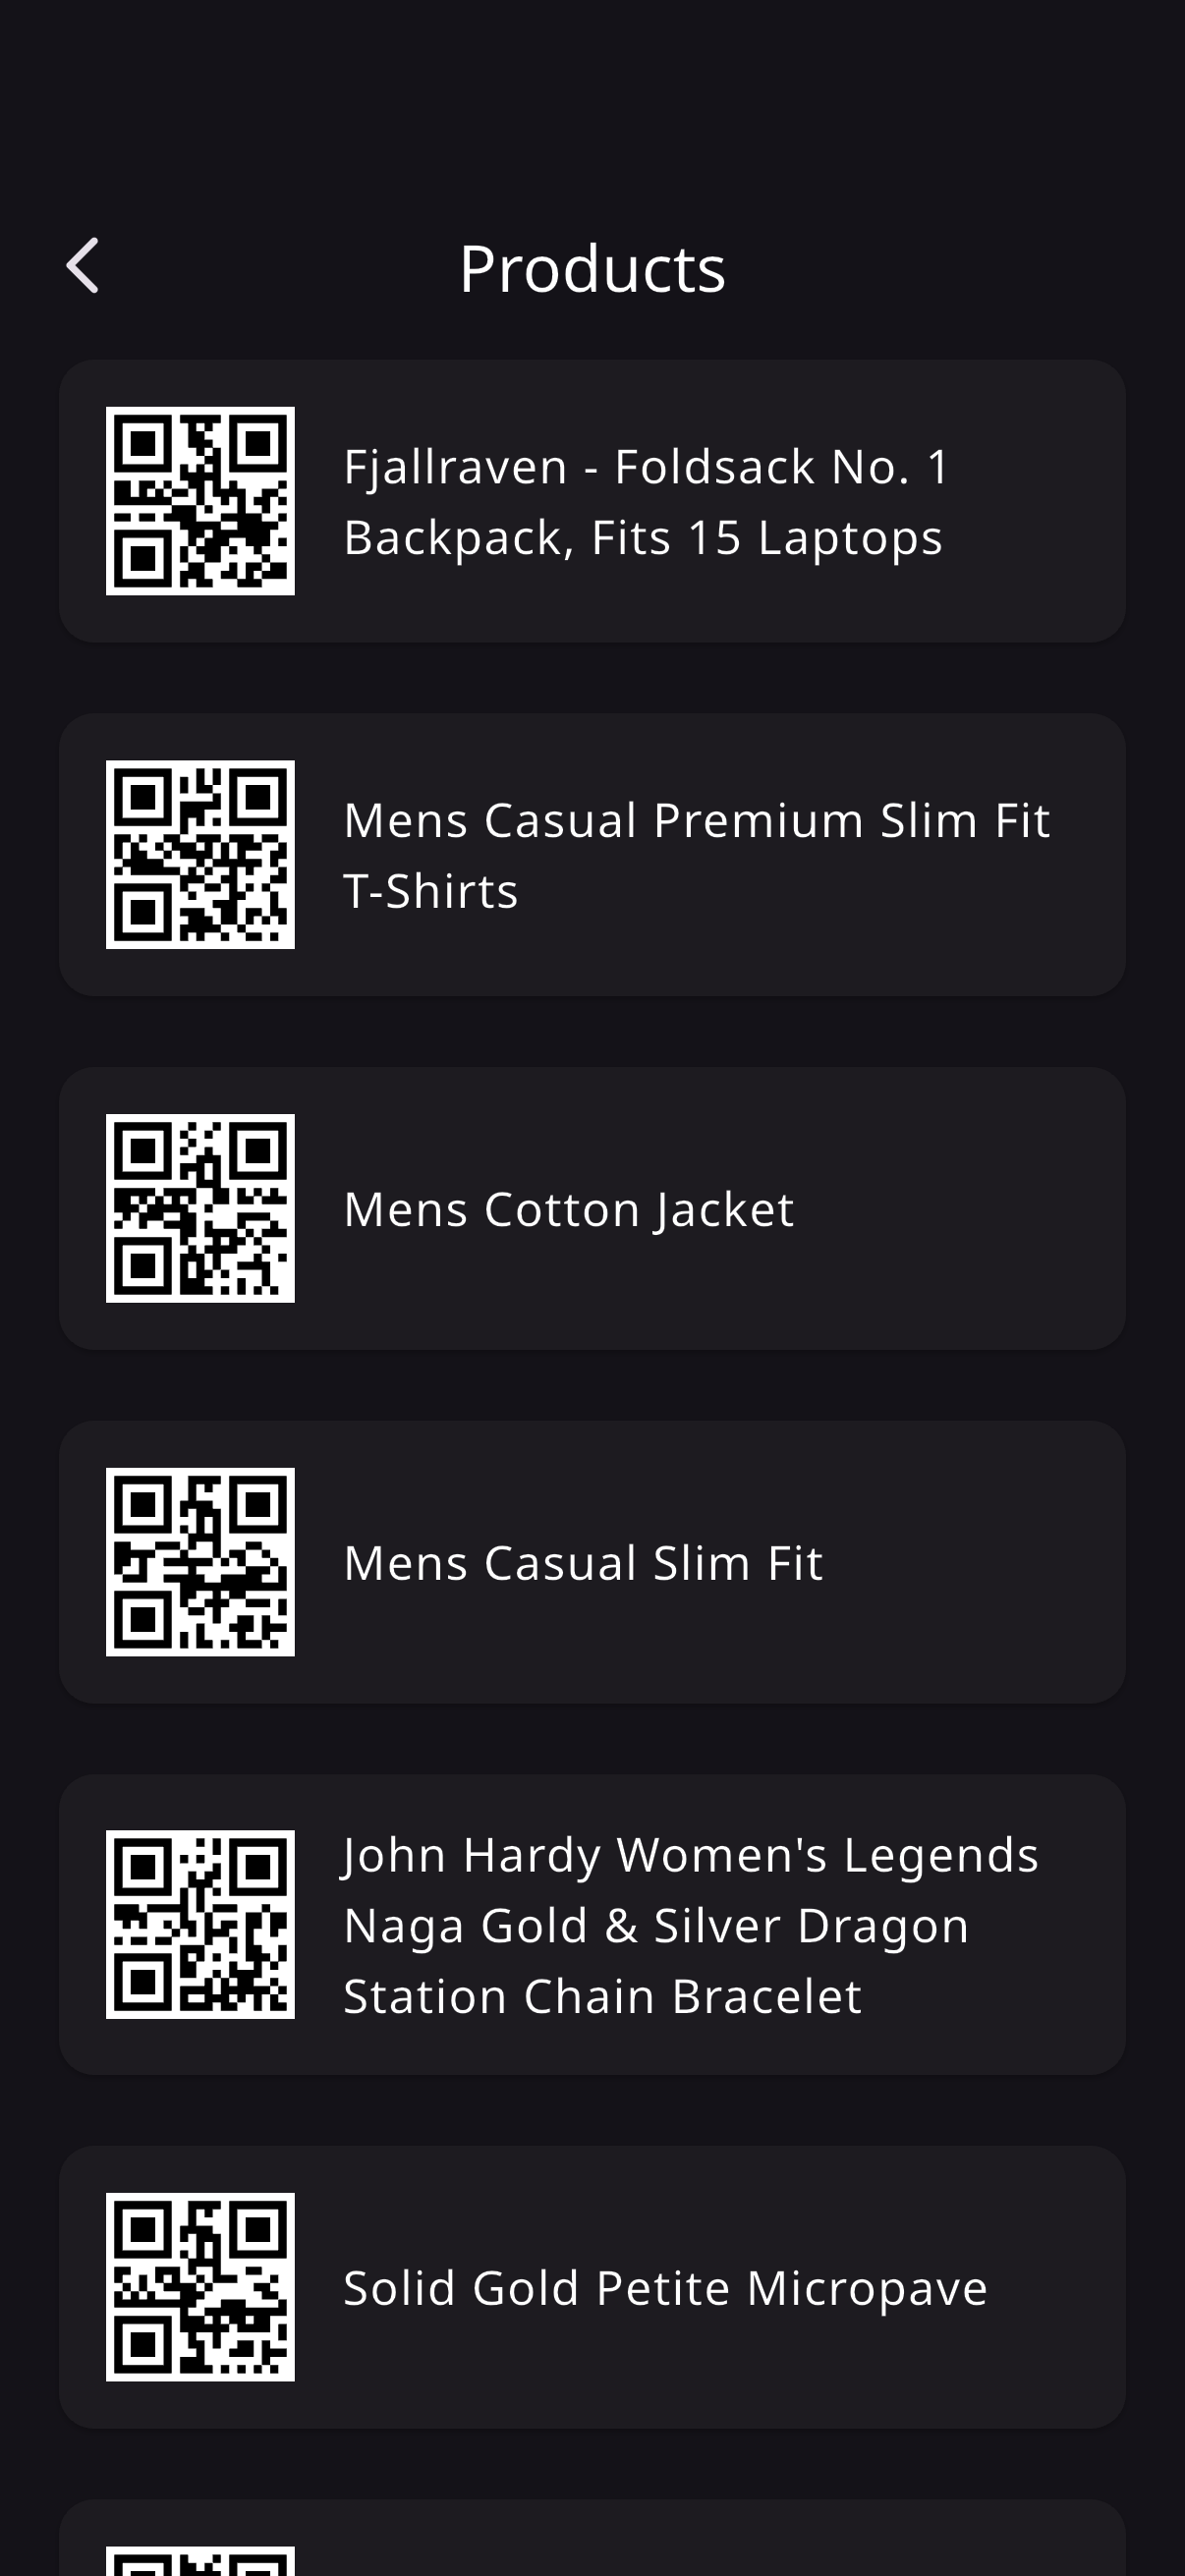 Products
Fjallraven - Foldsack No. 1
Backpack, Fits 15 Laptops
Mens Casual Premium Slim Fit
T-Shirts
Mens Cotton Jacket
Mens Casual Slim Fit
John Hardy Women's Legends
Naga Gold & Silver Dragon
Station Chain Bracelet
Solid Gold Petite Micropave